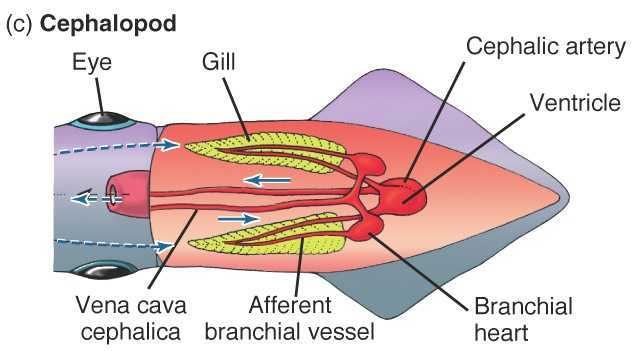 (c) Cephalopod
Eye
Gill
Cephalic artery
Ventricle
Vena cava
cephalica
Afferent
branchial vessel
Branchial
heart